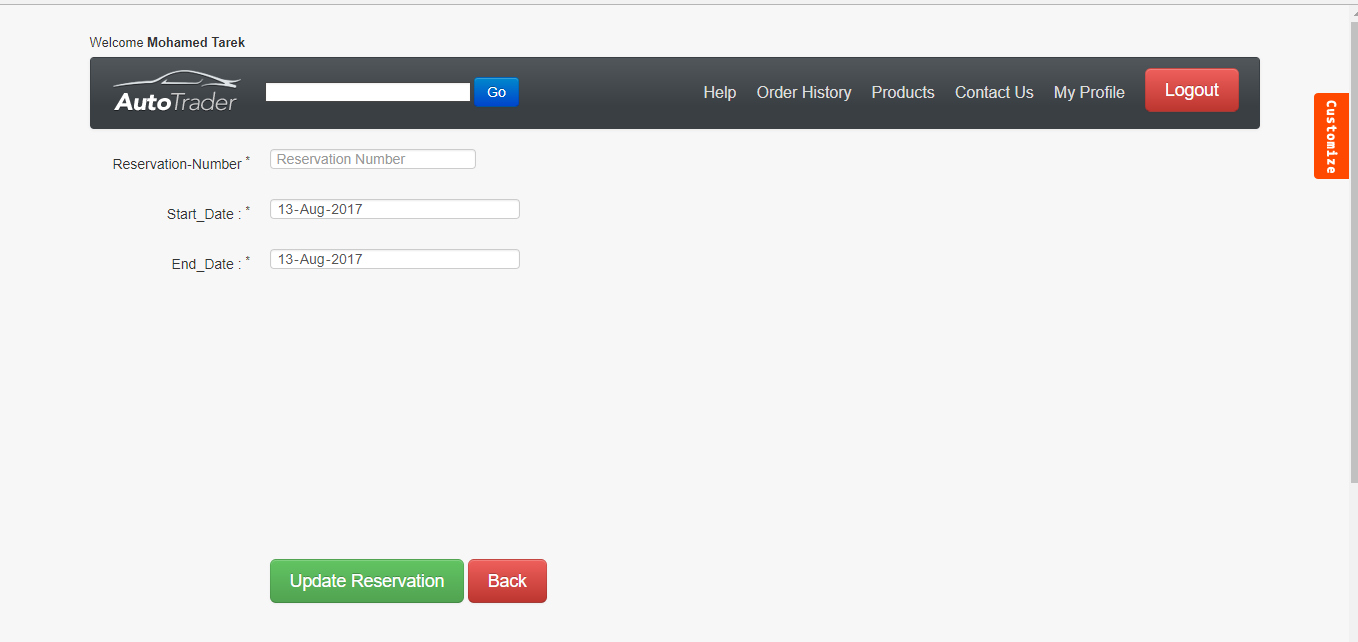 Welcome Mohamed Tarek
AutoTrader
Go
Help Order History Products Contact Us My Profile Logout
Customize
Reservation-Number * Reservation Number
Start_Date : * 13-Aug-2017
End_Date : * 13-Aug-2017
Update Reservation Back